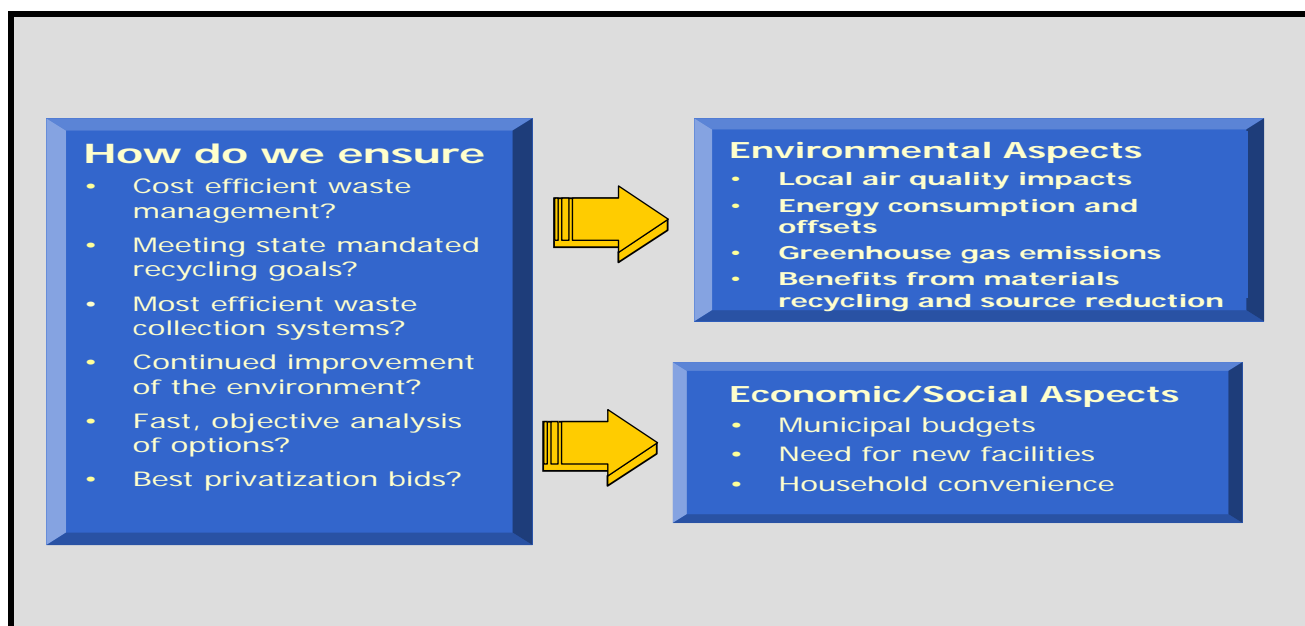 How do we ensure
• Cost efficient waste
management?
• Meeting state mandated
recycling goals?
• Most efficient waste
collection systems?
• Continued improvement
of the environment?
• Fast, objective analysis
of options?
• Best privatization bids?
Environmental Aspects
• Local air quality impacts
• Energy consumption and
offsets
• Greenhouse gas emissions
• Benefits from materials
recycling and source reduction
Economic/Social Aspects
• Municipal budgets
• Need for new facilities
• Household convenience